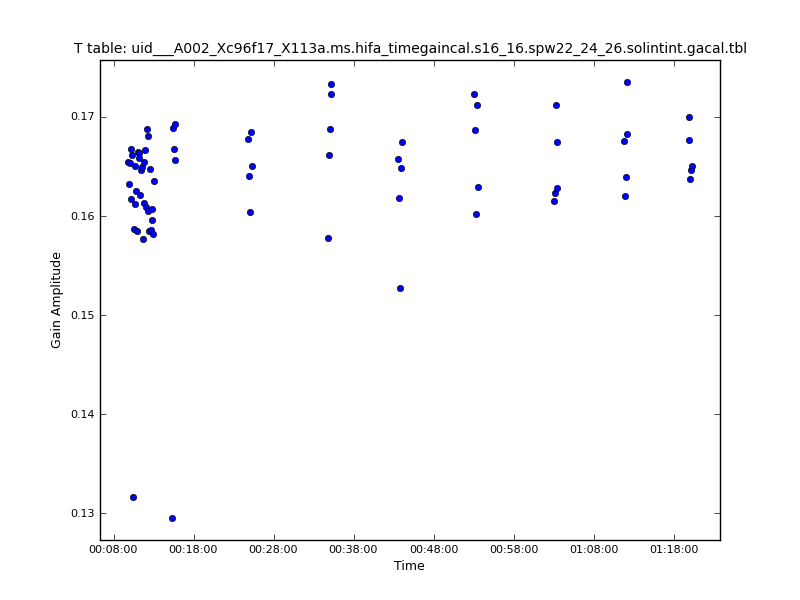 T table: uid___A002_Xc96f17_X113a.ms.hifa_timegaincal.s16_16.spw22_24_26.solintint.gacal.tbl
0.17
0.16
0.15
0.14
0.13
Gain Amplitude
00:08:00 00:18:00 00:28:00 00:38:00 00:48:00 00:58:00 01:08:00 01:18:00
Time